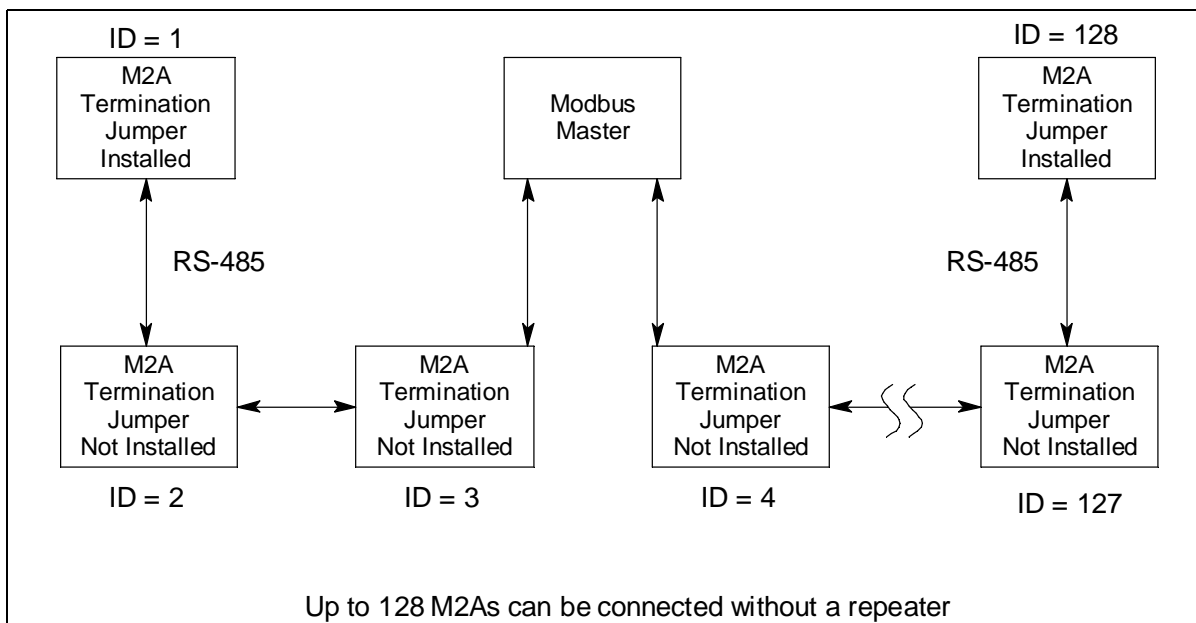 ID = 1
M2A
Termination
Jumper
Installed
Modbus
Master
ID = 128
M2A
Termination
Jumper
Installed
RS-485
RS-485
M2A
Termination
Jumper
Not Installed
ID = 2
M2A
Termination
Jumper
Not Installed
ID = 3
M2A
Termination
Jumper
Not Installed
ID = 4
M2A
Termination
Jumper
Not Installed
ID = 127
Up to 128 M2As can be connected without a repeater